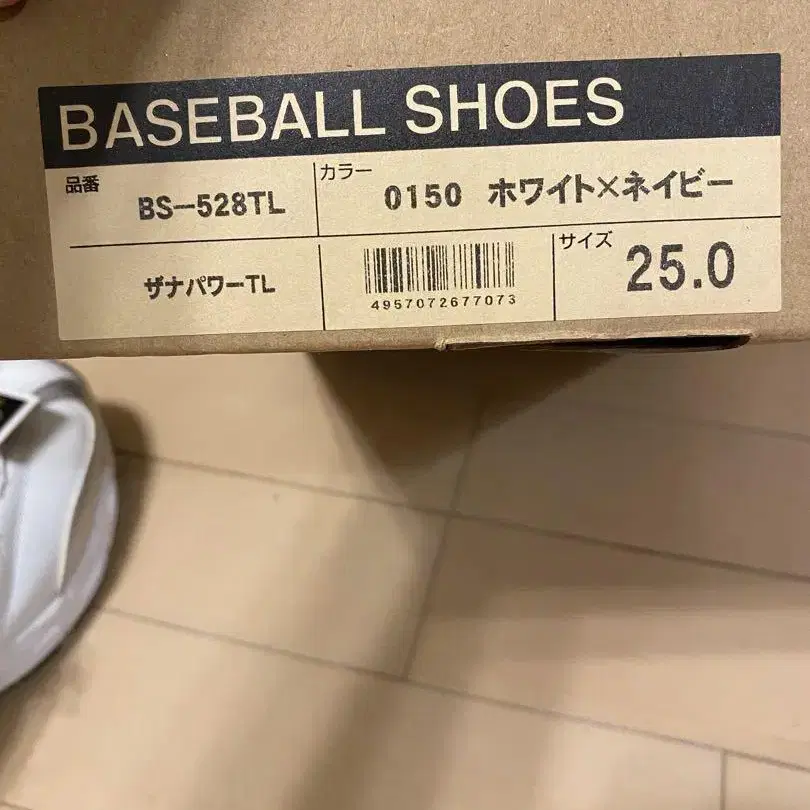 BASEBALL SHOES
品番
BS-528TL
カラー
0150 ホワイト×ネイビー
ザナパワーTL
4957072677073
サイズ
25.0